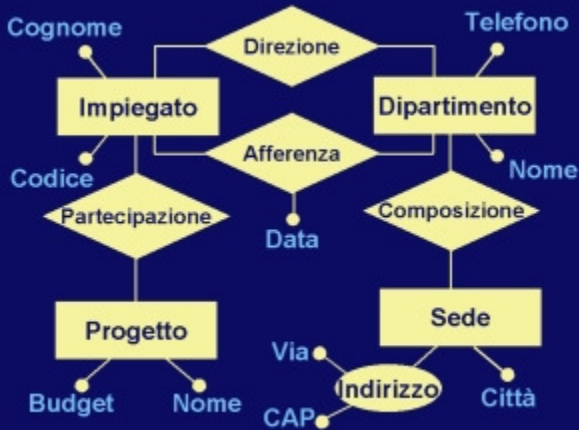 Cognome
Direzione
Telefono
Impiegato
Dipartimento
Afferenza
Codice
Nome
Partecipazione
Data
Composizione
Progetto
Sede
Via
Indirizzo
Budget
Nome
CAP
Città